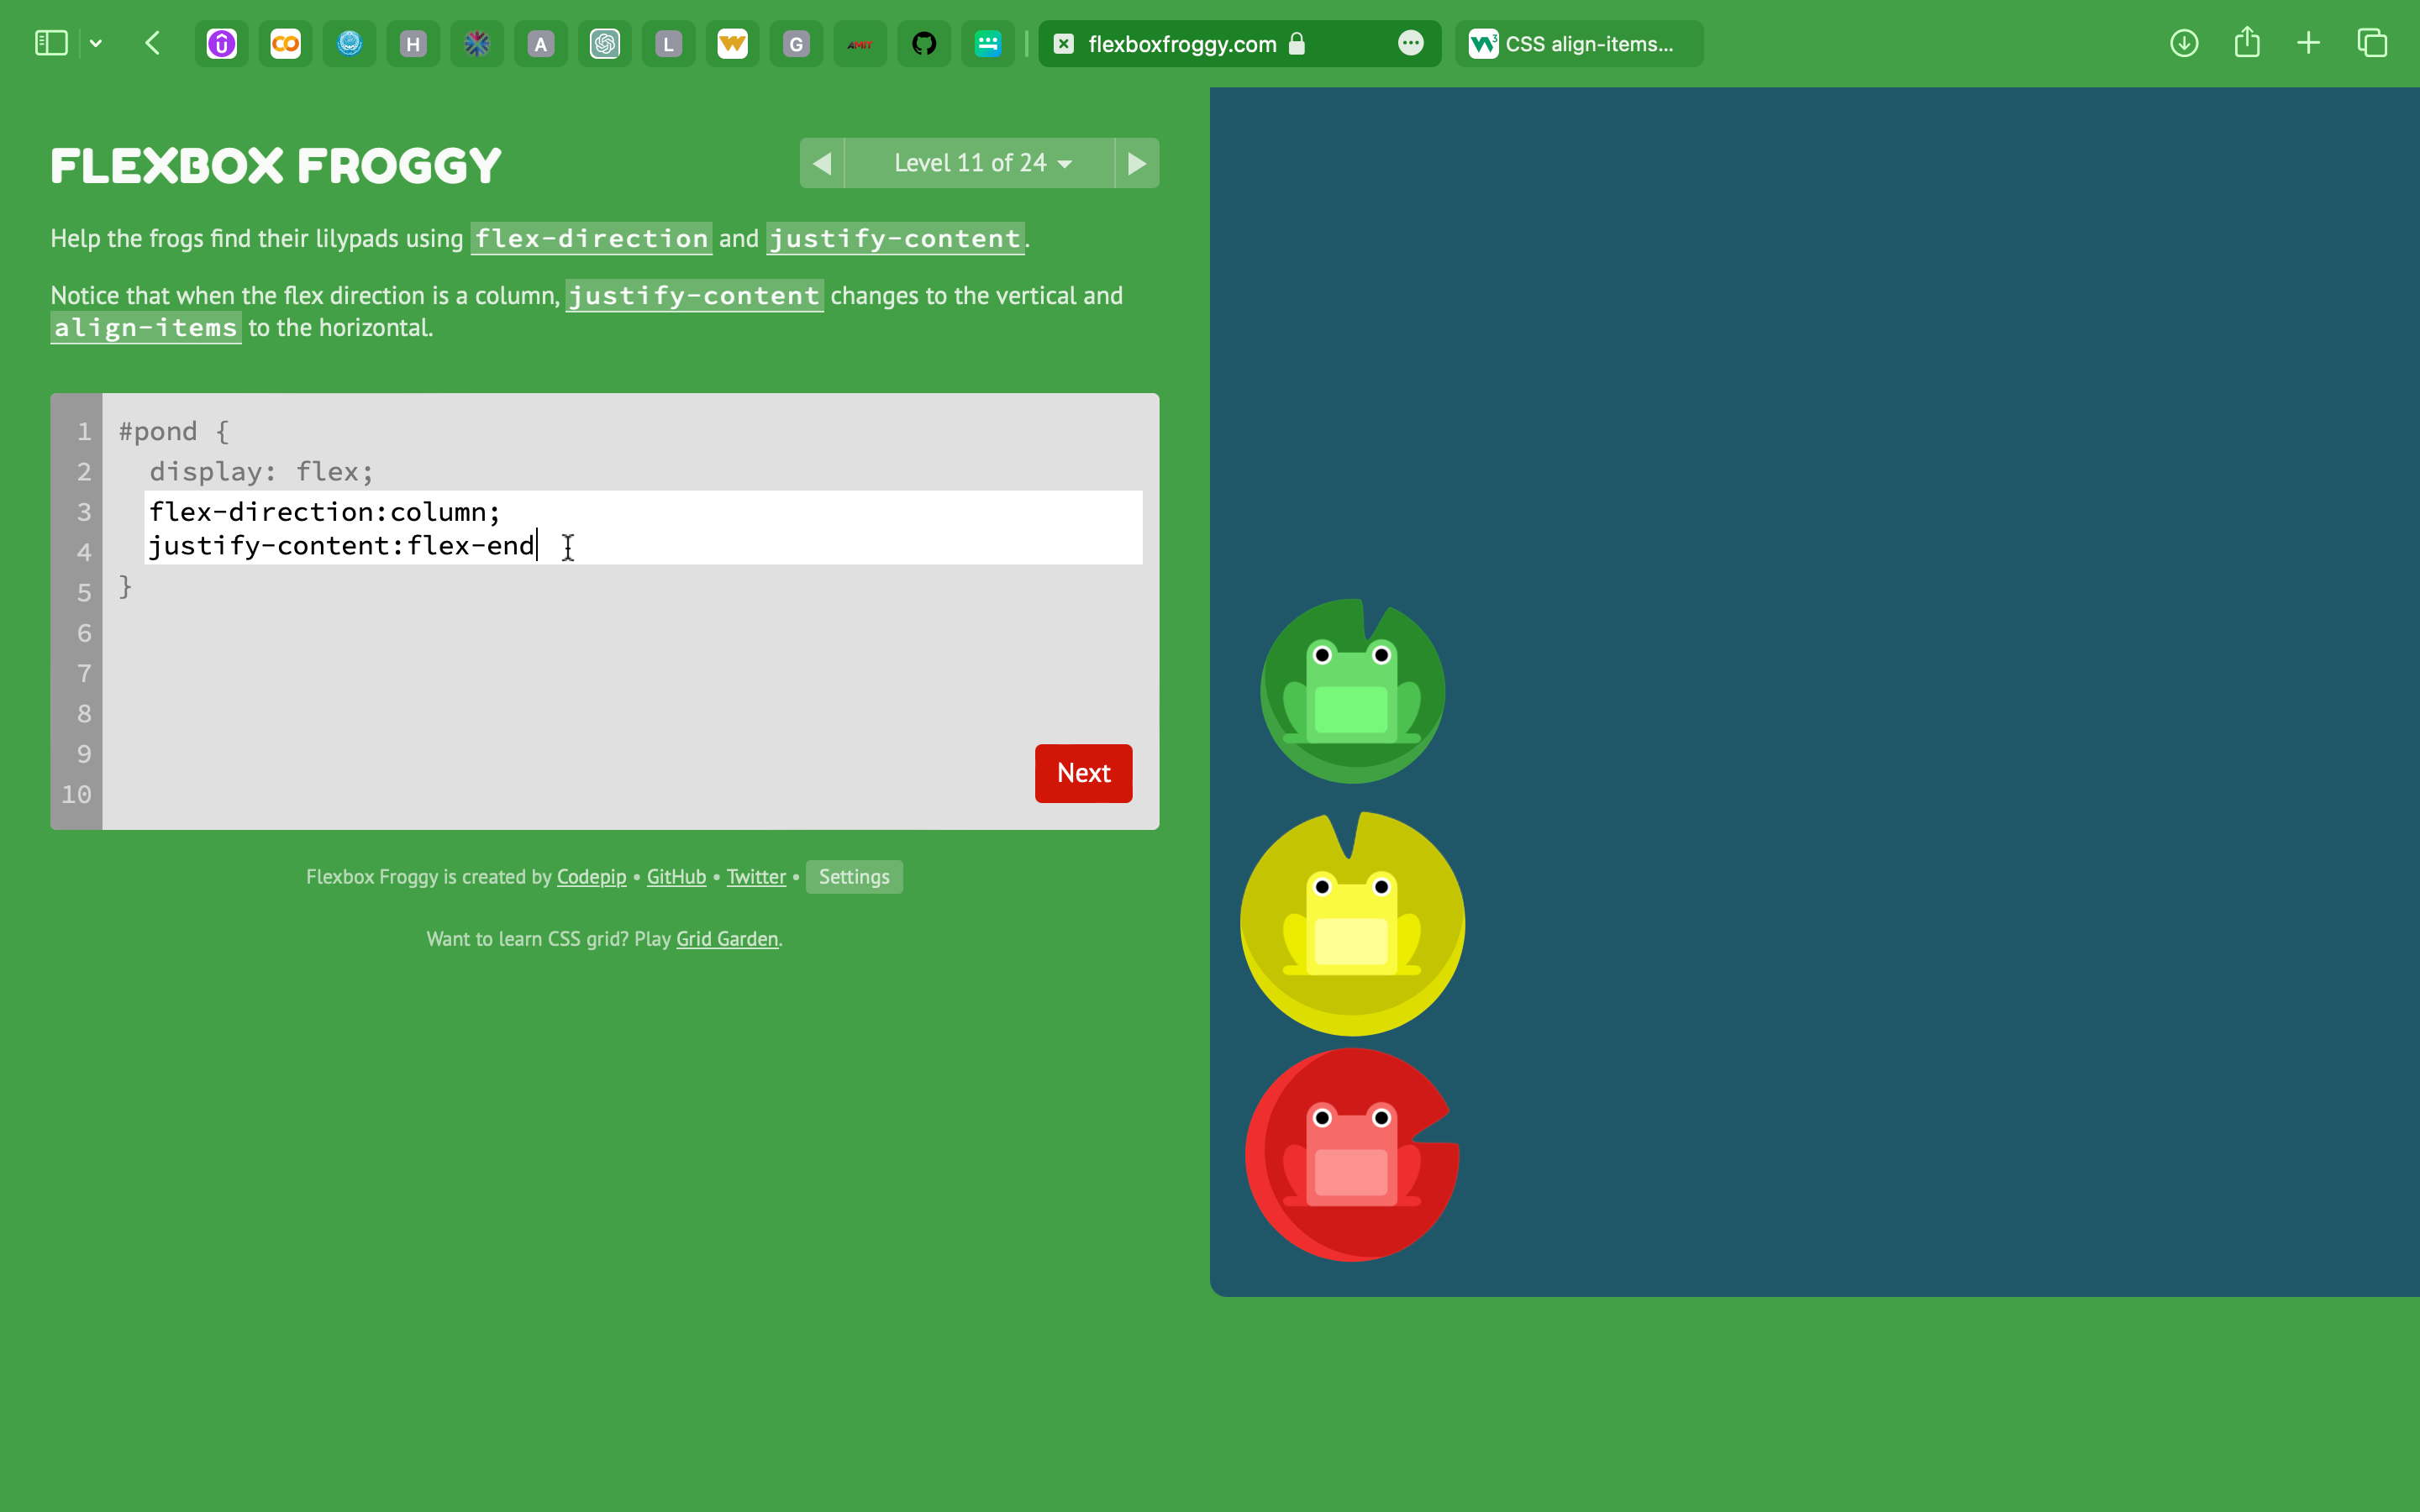 H
A
L
G
AMIT
flexboxfroggy.com
CSS align-items...
FLEXBOX FROGGY
Level 11 of 24
Help the frogs find their lilypads using flex-direction and justify-content.
Notice that when the flex direction is a column, justify-content changes to the vertical and
align-items to the horizontal.
1 #pond {
2 display: flex;
3 flex-direction:column;
4 justify-content:flex-end
5 }
6
7
8
9
10
Next
Flexbox Froggy is created by Codepip • GitHub • Twitter • Settings
Want to learn CSS grid? Play Grid Garden.